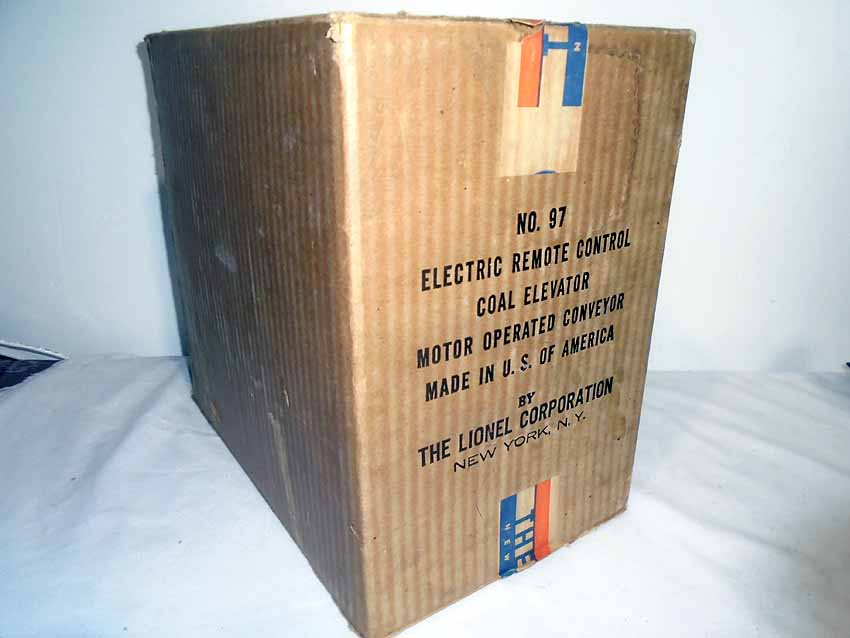 N
NO. 97
ELECTRIC REMOTE CONTROL
COAL ELEVATOR
MOTOR OPERATED CONVEYOR
MADE IN U. S. OF AMERICA
BY
THE LIONEL CORPORATION
NEW YORK, N. Y.
THE
NEW